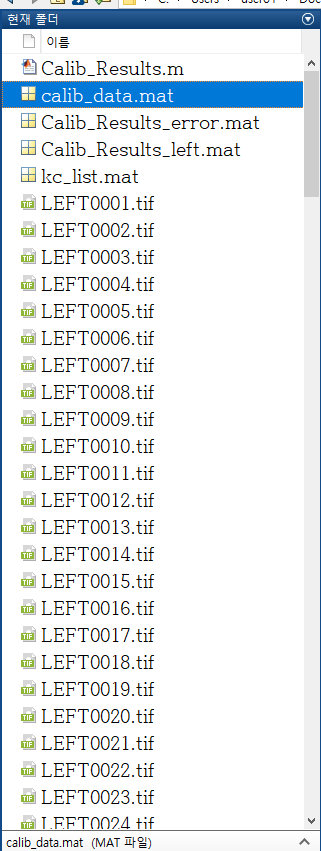 C: Users user01 Doc
현재 폴더
이름
Calib_Results.m
calib_data.mat
Calib_Results_error.mat
Calib_Results_left.mat
kc_list.mat
LEFT0001.tif
LEFT0002.tif
LEFT0003.tif
LEFT0004.tif
LEFT0005.tif
LEFT0006.tif
LEFT0007.tif
LEFT0008.tif
LEFT0009.tif
LEFT0010.tif
LEFT0011.tif
LEFT0012.tif
LEFT0013.tif
LEFT0014.tif
LEFT0015.tif
LEFT0016.tif
LEFT0017.tif
LEFT0018.tif
LEFT0019.tif
LEFT0020.tif
LEFT0021.tif
LEFT0022.tif
LEFT0023.tif
LEFT0024.tif
calib_data.mat (MAT 파일)